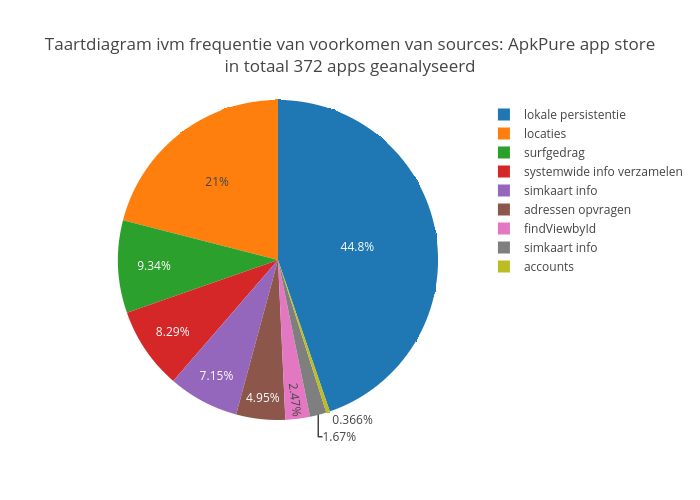 Taartdiagram ivm frequentie van voorkomen van sources: ApkPure app store
in totaal 372 apps geanalyseerd
lokale persistentie
locaties
surfgedrag
systemwide info verzamelen
simkaart info
adressen opvragen
findViewbyId
simkaart info
accounts
21%
44.8%
9.34%
8.29%
7.15%
4.95%
2.47%
0.366%
1.67%